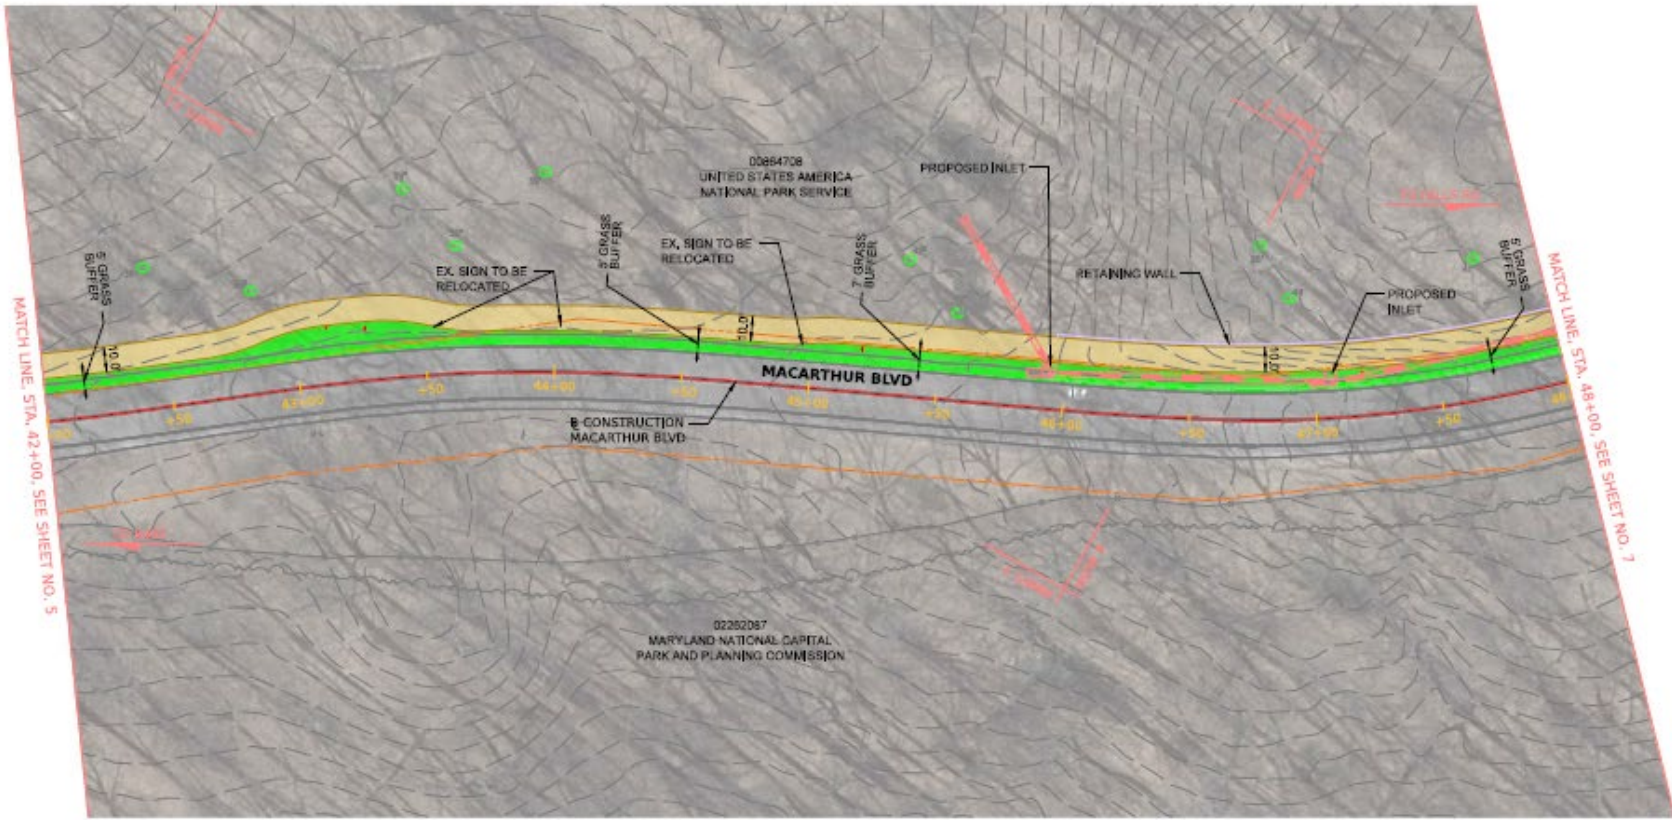 00864708
UNITED STATES AMERICA
NATIONAL PARK SERVICE
PROPOSED INLET
5' GRASS
BUFFER
EX. SIGN TO BE
RELOCATED
5' GRASS
BUFFER
EX. SIGN TO BE
RELOCATED
7' GRASS
BUFFER
RETAINING WALL
PROPOSED
INLET
5' GRASS
BUFFER
10.0'
10.0'
10.0'
MACARTHUR BLVD
+50
43+00
+50
44+00
+50
45+00
+50
46+00
+50
47+00
+50
CONSTRUCTION
MACARTHUR BLVD
MATCH LINE, STA. 42+00, SEE SHEET NO. 5
MATCH LINE, STA. 48+00, SEE SHEET NO. 7
02262087
MARYLAND-NATIONAL CAPITAL
PARK AND PLANNING COMMISSION